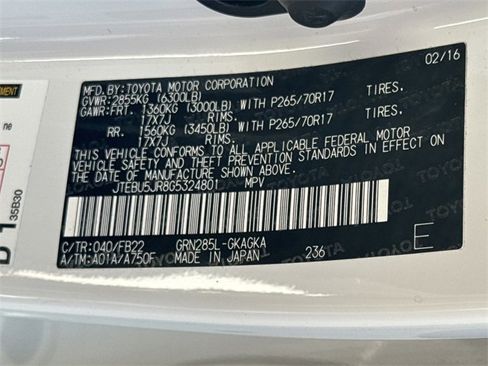 02/16
MFD. BY: TOYOTA MOTOR CORPORATION
GVWR: 2855KG (6300LB)
GAWR: FRT. 1360KG (3000LB) WITH P265/70R17 TIRES.
17X7J RIMS.
RR. 1560KG (3450LB) WITH P265/70R17 TIRES.
17X7J RIMS.
THIS VEHICLE CONFORMS TO ALL APPLICABLE FEDERAL MOTOR
VEHICLE SAFETY AND THEFT PREVENTION STANDARDS IN EFFECT ON
THE DATE OF MANUFACTURE SHOWN ABOVE.
JTEBU5JR8G5324801 MPV
C/TR: 040/FB22 GRN285L-GKAGKA
A/TM: A01A/A750F MADE IN JAPAN 236 E
ne
35B30